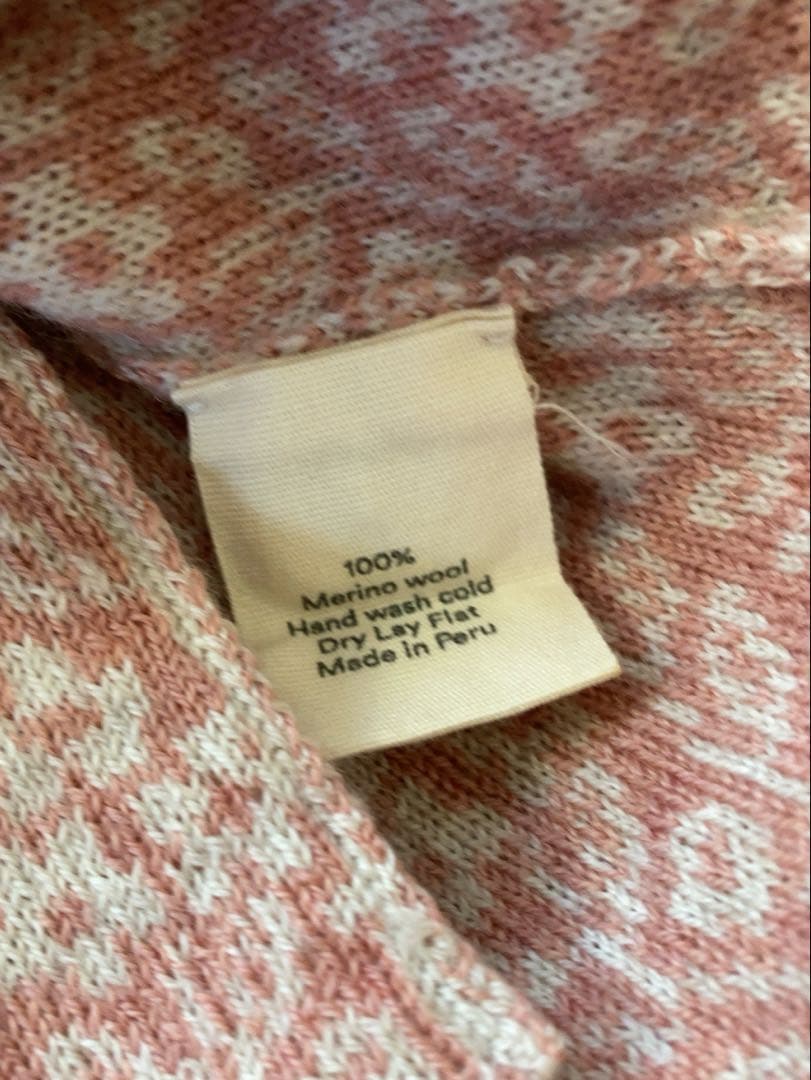 100%
Merino wool
Hand wash cold
Dry Lay Flat
Made in Peru